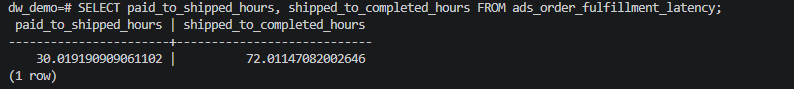 dw_demo=# SELECT paid_to_shipped_hours, shipped_to_completed_hours FROM ads_order_fulfillment_latency;
 paid_to_shipped_hours | shipped_to_completed_hours
-----------------------+----------------------------
    30.019190909061102 |          72.01147082002646
(1 row)